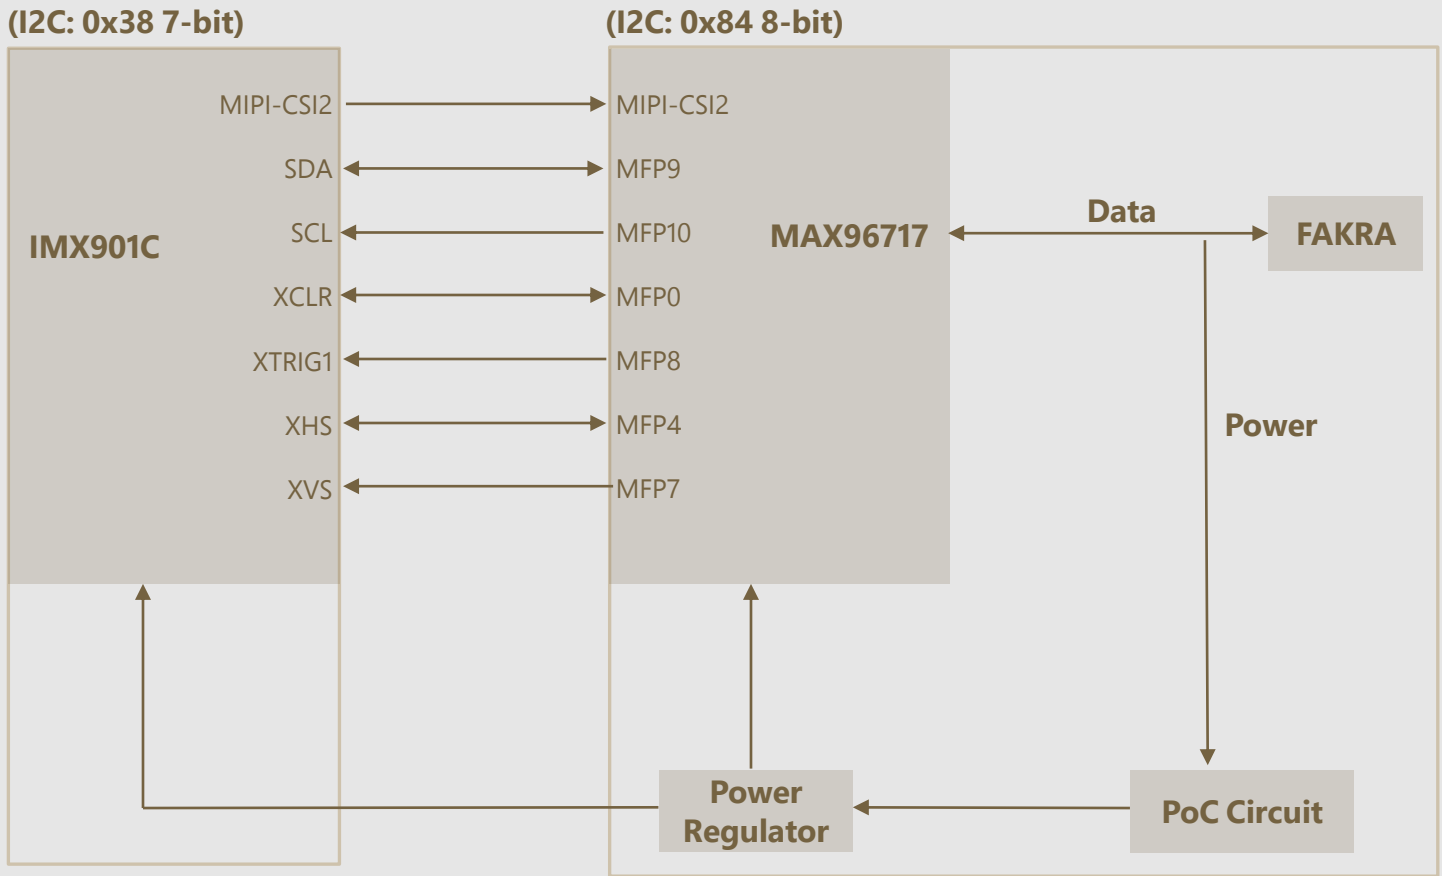 (I2C: 0x38 7-bit)
(I2C: 0x84 8-bit)
MIPI-CSI2
MIPI-CSI2
SDA
MFP9
Data
IMX901C
SCL
MFP10
MAX96717
FAKRA
XCLR
MFP0
XTRIG1
MFP8
XHS
MFP4
Power
XVS
MFP7
Power
Regulator
PoC Circuit